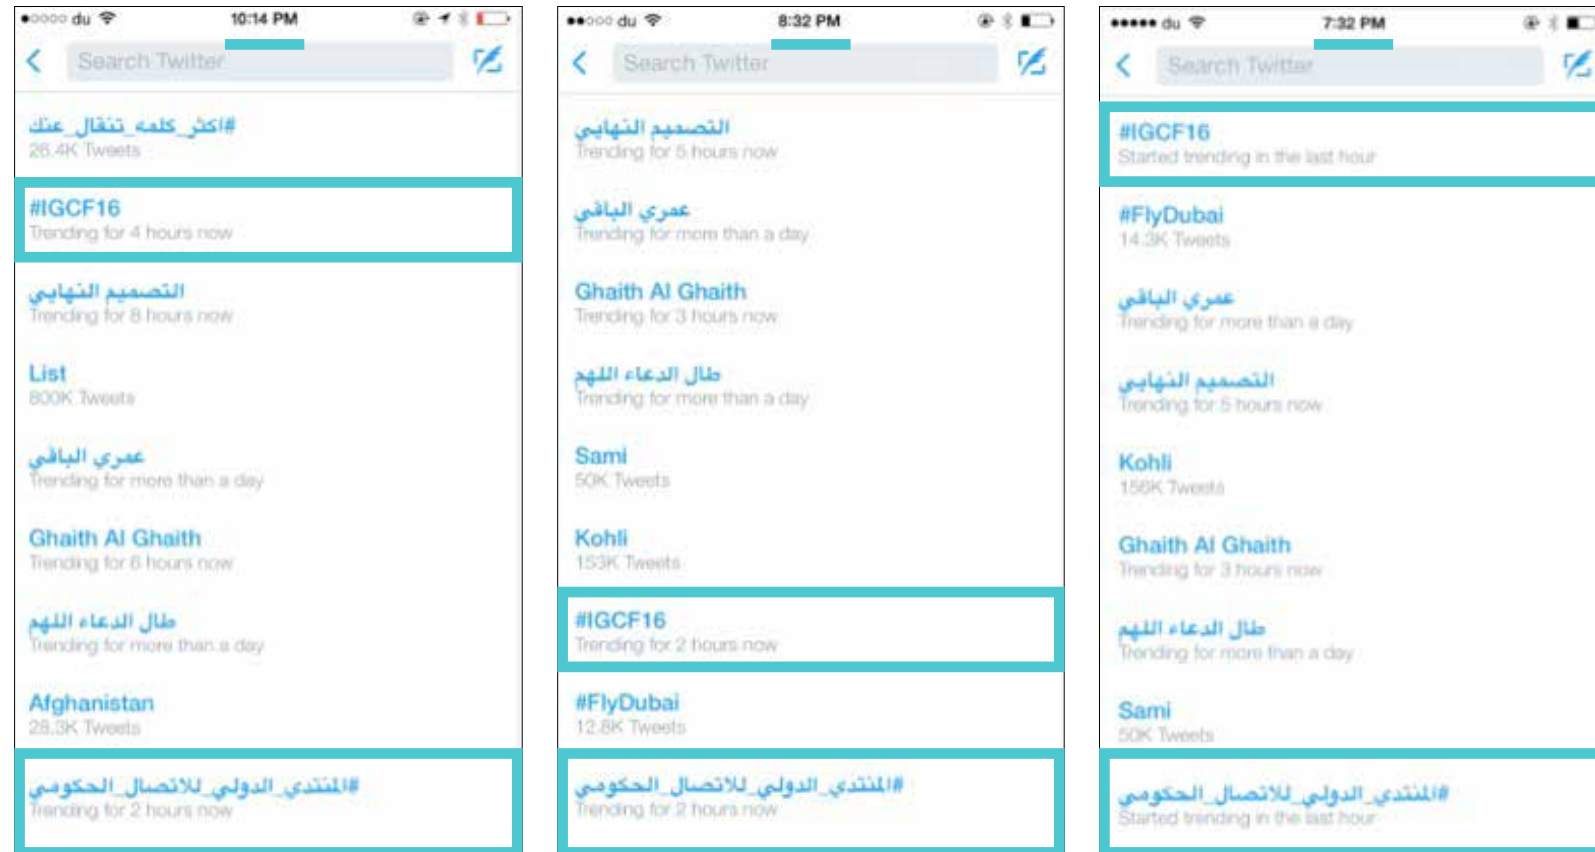 du
10:14 PM
Search Twitter
#اكثر_كلمه_تنقال_عنك
26.4K Tweets
#IGCF16
Trending for 4 hours now
التصميم النهايي
Trending for 8 hours now
List
800K Tweets
عمري الباقي
Trending for more than a day
Ghaith Al Ghaith
Trending for 6 hours now
طال الدعاء اللهم
Trending for more than a day
Afghanistan
28.3K Tweets
#المنتدي_الدولي_للاتصال_الحكومي
Trending for 2 hours now
du
8:32 PM
Search Twitter
التصميم النهايي
Trending for 5 hours now
عمري الباقي
Trending for more than a day
Ghaith Al Ghaith
Trending for 3 hours now
طال الدعاء اللهم
Trending for more than a day
Sami
50K Tweets
Kohli
153K Tweets
#IGCF16
Trending for 2 hours now
#FlyDubai
12.8K Tweets
#المنتدي_الدولي_للاتصال_الحكومي
Trending for 2 hours now
du
7:32 PM
Search Twitter
#IGCF16
Started trending in the last hour
#FlyDubai
14.3K Tweets
عمري الباقي
Trending for more than a day
التصميم النهايي
Trending for 5 hours now
Kohli
156K Tweets
Ghaith Al Ghaith
Trending for 3 hours now
طال الدعاء اللهم
Trending for more than a day
Sami
50K Tweets
#المنتدي_الدولي_للاتصال_الحكومي
Started trending in the last hour